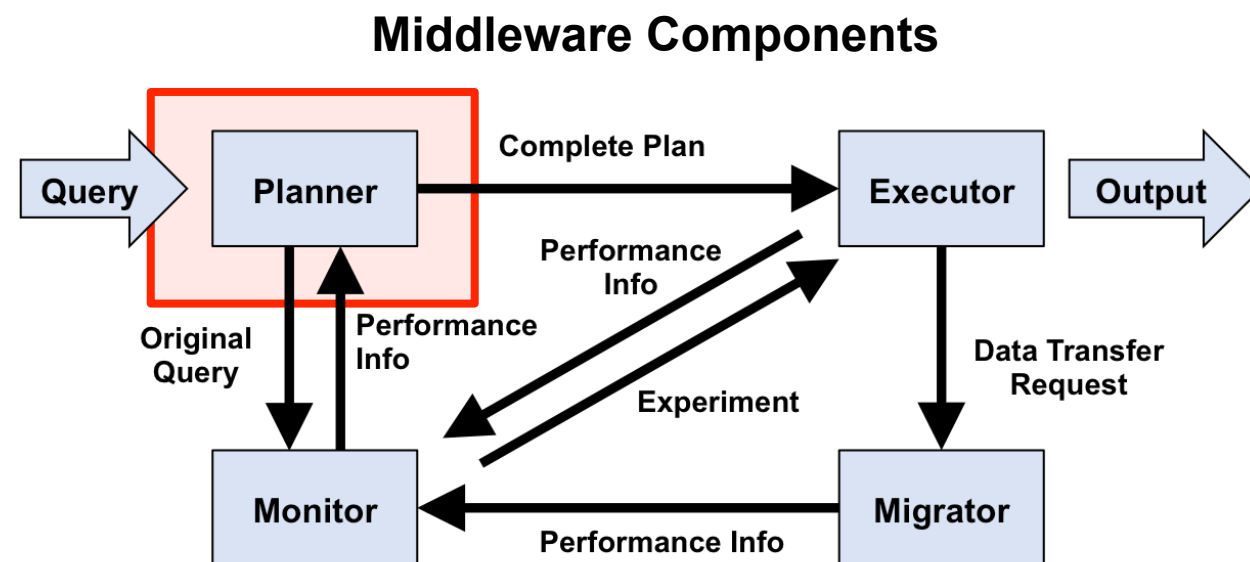 Middleware Components
Complete Plan
Query
Planner
Executor
Output
Performance
Info
Original
Query
Performance
Info
Data Transfer
Request
Experiment
Monitor
Migrator
Performance Info